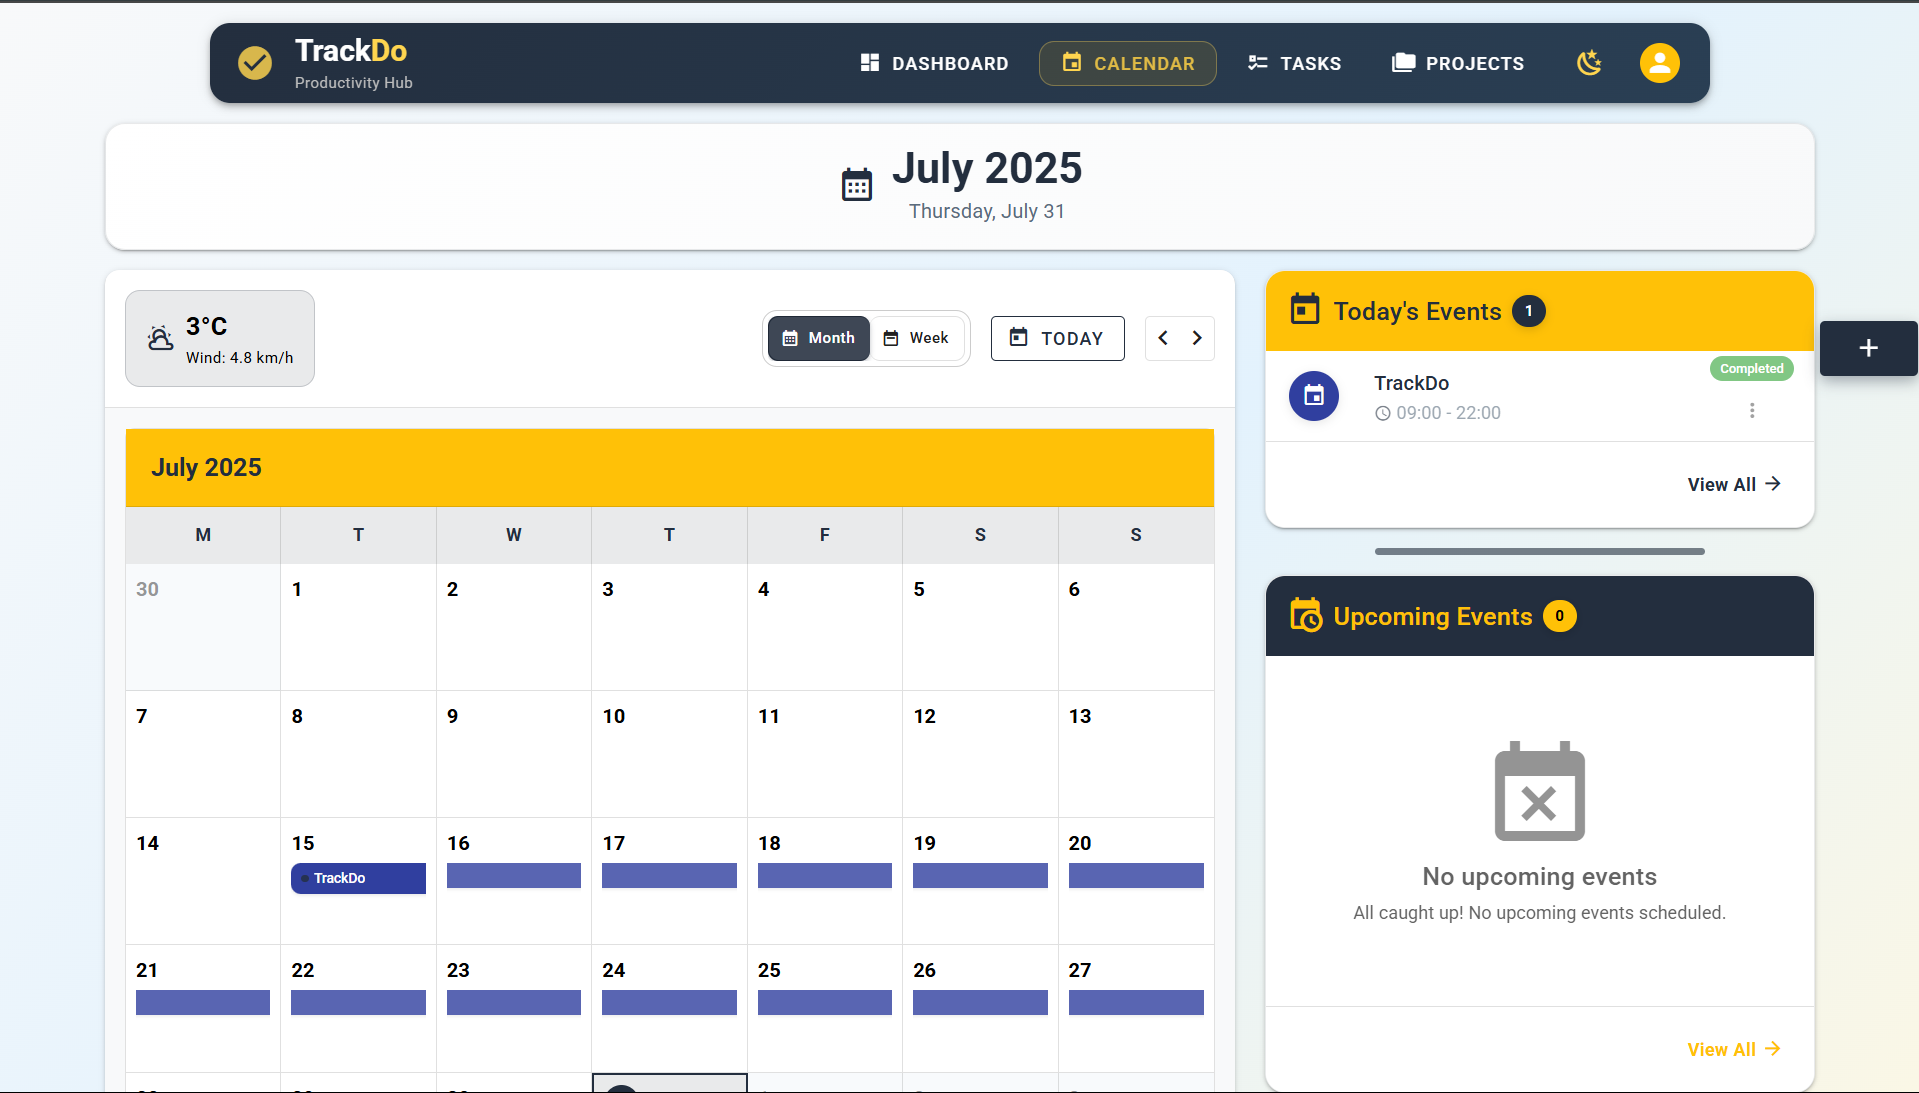 TrackDo
Productivity Hub
DASHBOARD
CALENDAR
TASKS
PROJECTS
July 2025
Thursday, July 31
3°C
Wind: 4.8 km/h
Month
Week
TODAY
July 2025
M T W T F S S
30 1 2 3 4 5 6
7 8 9 10 11 12 13
14 15 16 17 18 19 20
TrackDo
21 22 23 24 25 26 27
Today's Events 1
Completed
TrackDo
09:00 - 22:00
View All
+
Upcoming Events 0
No upcoming events
All caught up! No upcoming events scheduled.
View All